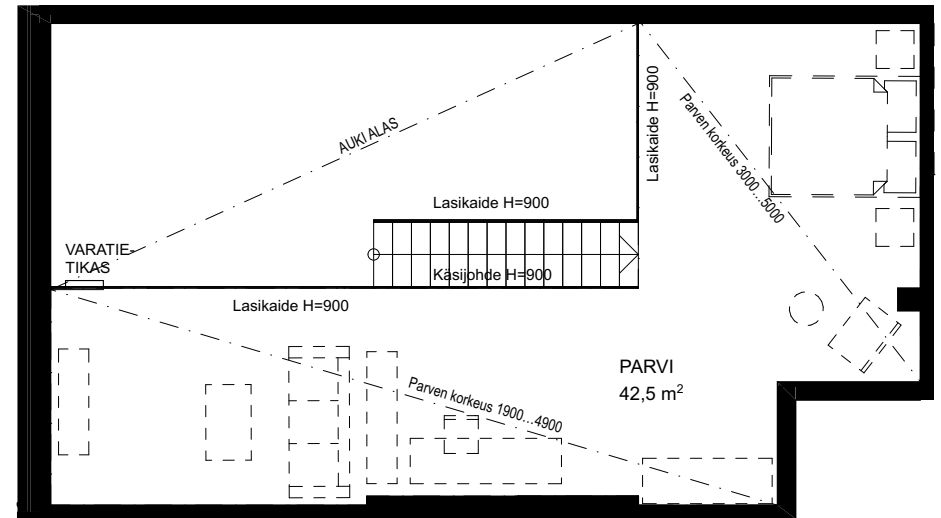 AUKI ALAS
Lasikaide H=900
Parven korkeus 3000...5000
Lasikaide H=900
VARATIE-
TIKAS
Käsijohde H=900
Lasikaide H=900
PARVI
42,5 m²
Parven korkeus 1900...4900